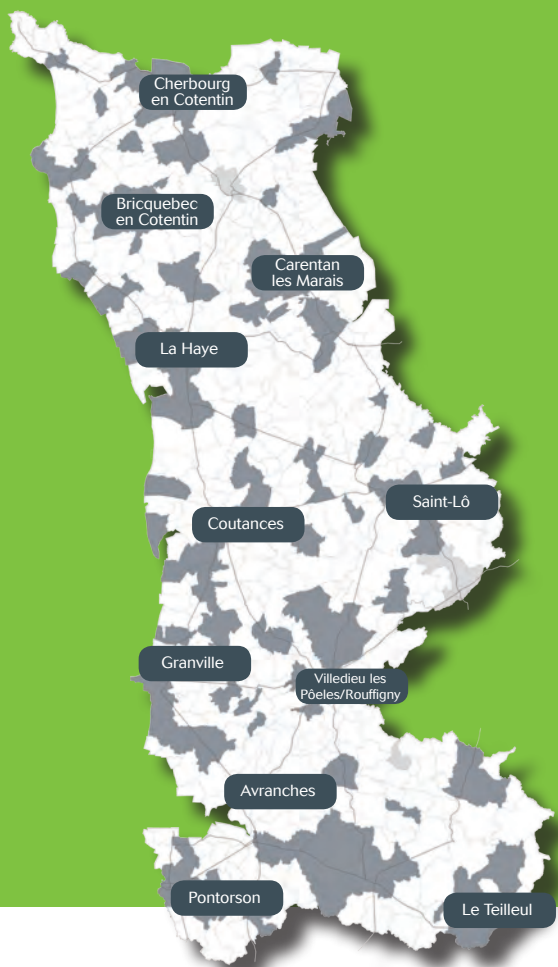 Cherbourg
en Cotentin
Bricquebec
en Cotentin
Carentan
les Marais
La Haye
Saint-Lô
Coutances
Granville
Villedieu les
Pôeles/Rouffigny
Avranches
Pontorson
Le Teilleul